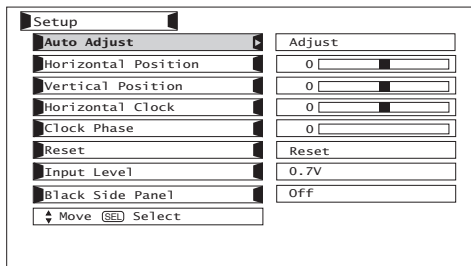 Setup
Auto Adjust Adjust
Horizontal Position 0
Vertical Position 0
Horizontal Clock 0
Clock Phase 0
Reset Reset
Input Level 0.7V
Black Side Panel Off
Move SEL Select